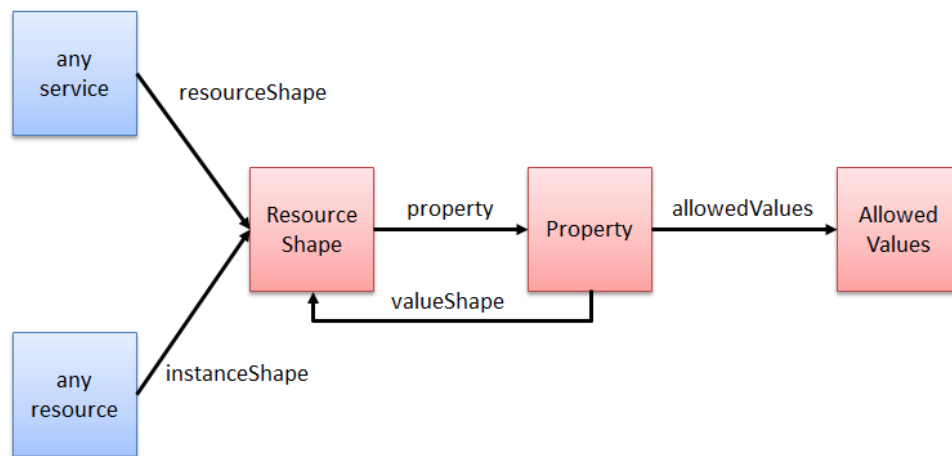 any
service
resourceShape
Resource
Shape
property
Property
allowedValues
Allowed
Values
valueShape
instanceShape
any
resource